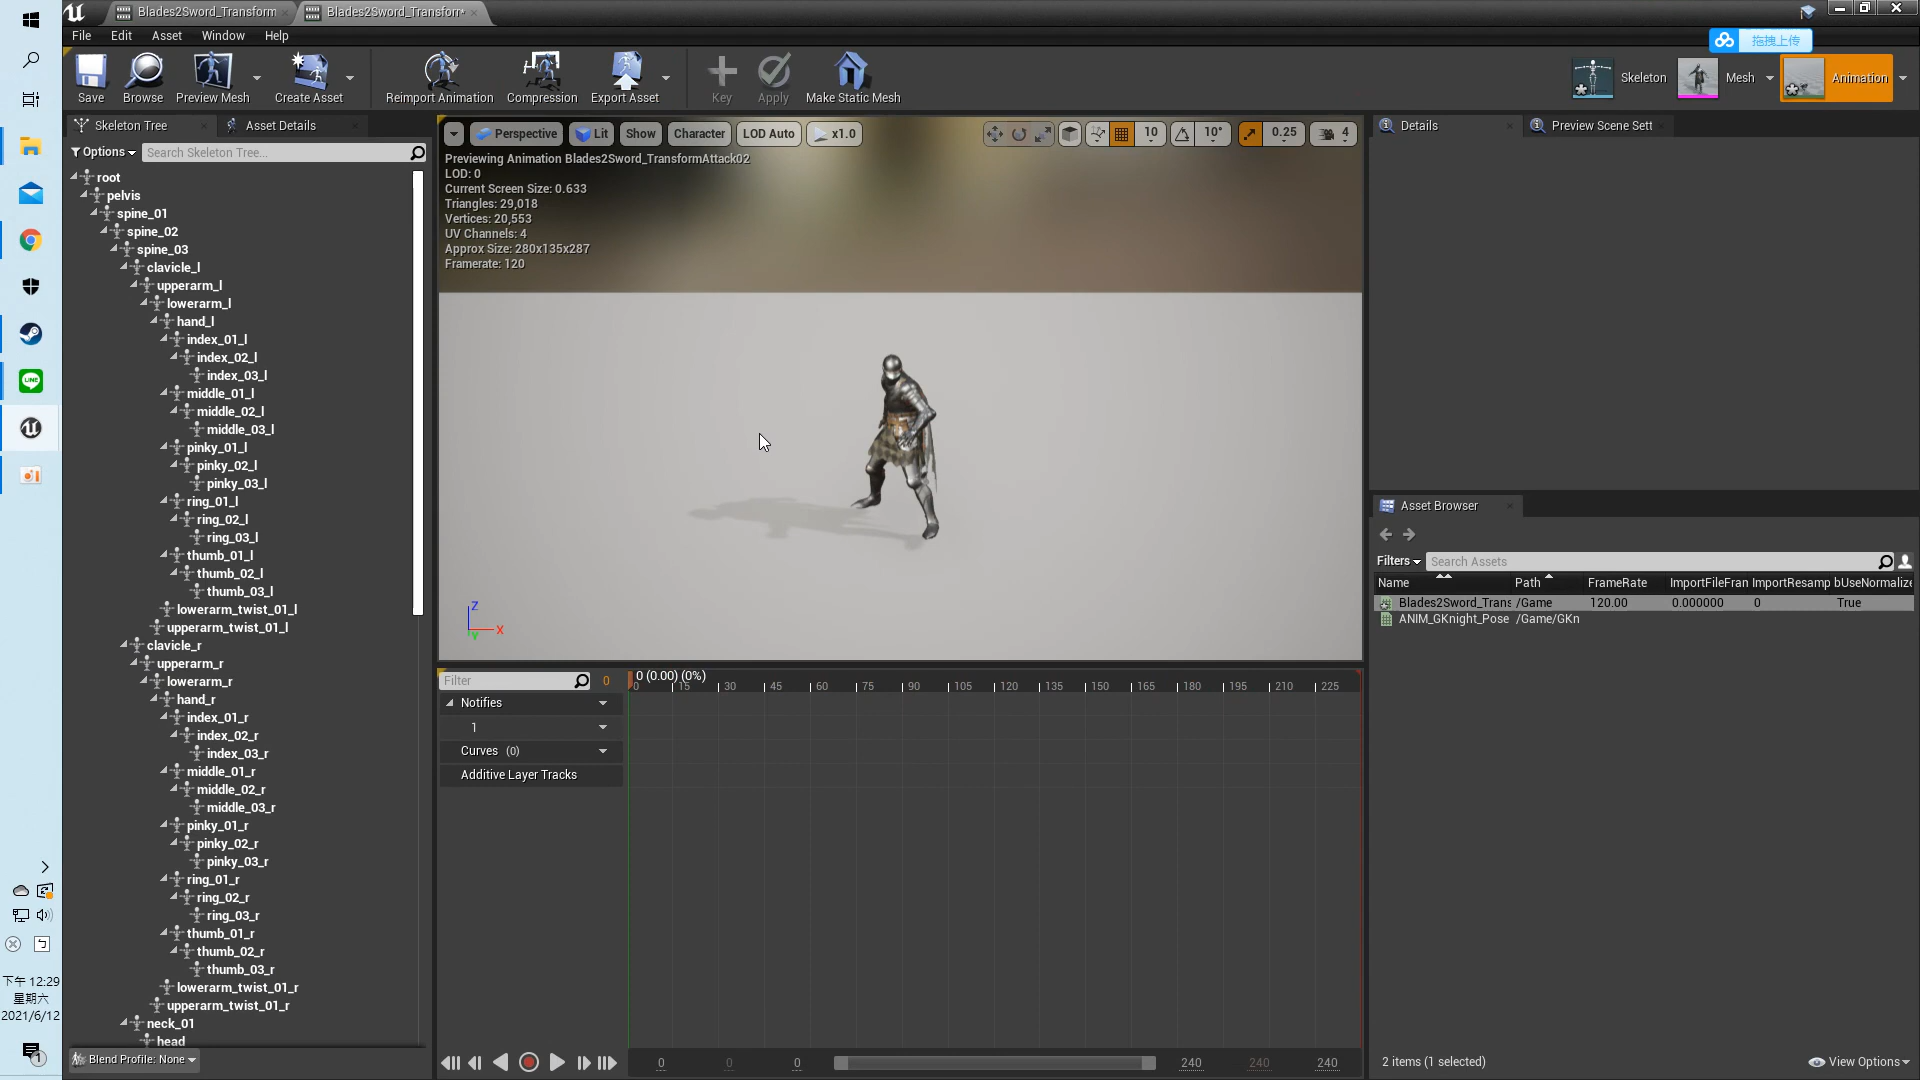 Blades2Sword_Transform
Blades2Sword_Transforr*
File Edit Asset Window Help
拖拽上传
Save Browse Preview Mesh Create Asset Reimport Animation Compression Export Asset Key Apply Make Static Mesh
Skeleton Mesh Animation
Skeleton Tree Asset Details
Options Search Skeleton Tree...
root
pelvis
spine_01
spine_02
spine_03
clavicle_l
upperarm_l
lowerarm_l
hand_l
index_01_l
index_02_l
index_03_l
middle_01_l
middle_02_l
middle_03_l
pinky_01_l
pinky_02_l
pinky_03_l
ring_01_l
ring_02_l
ring_03_l
thumb_01_l
thumb_02_l
thumb_03_l
lowerarm_twist_01_l
upperarm_twist_01_l
clavicle_r
upperarm_r
lowerarm_r
hand_r
index_01_r
index_02_r
index_03_r
middle_01_r
middle_02_r
middle_03_r
pinky_01_r
pinky_02_r
pinky_03_r
ring_01_r
ring_02_r
ring_03_r
thumb_01_r
thumb_02_r
thumb_03_r
lowerarm_twist_01_r
upperarm_twist_01_r
neck_01
head
Blend Profile: None
Perspective Lit Show Character LOD Auto x1.0 10 10° 0.25 4
Previewing Animation Blades2Sword_TransformAttack02
LOD: 0
Current Screen Size: 0.633
Triangles: 29,018
Vertices: 20,553
UV Channels: 4
Approx Size: 280x135x287
Framerate: 120
Z
X
Y
Filter 0
0 (0.00) (0%)
0 15 30 45 60 75 90 105 120 135 150 165 180 195 210 225
Notifies
1
Curves (0)
Additive Layer Tracks
0 0 0 240 240 240
Details Preview Scene Sett
Asset Browser
Filters Search Assets
Name Path FrameRate ImportFileFran ImportResamp bUseNormalize
Blades2Sword_Trans /Game 120.00 0.000000 0 True
ANIM_GKnight_Pose /Game/GKn
2 items (1 selected) View Options
LINE
下午 12:29
星期六
2021/6/12
1